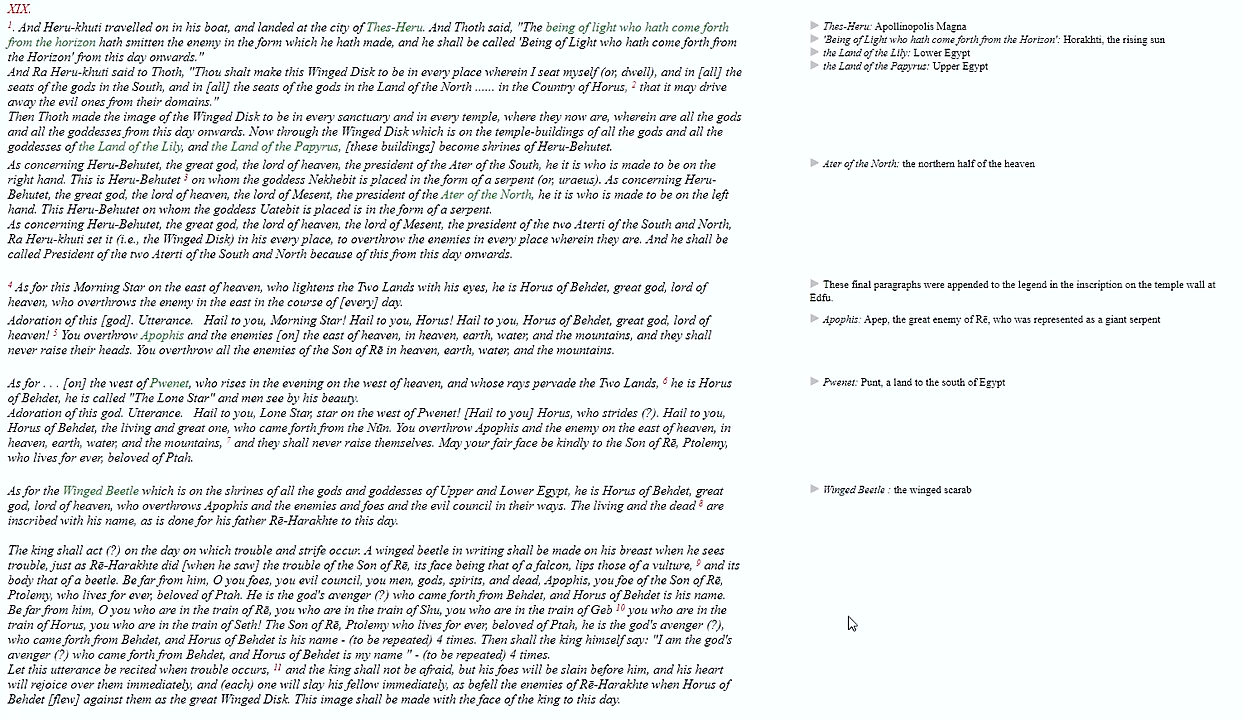 XIX.
1. And Heru-khuti travelled on in his boat, and landed at the city of Thes-Heru. And Thoth said, "The being of light who hath come forth
from the horizon hath smitten the enemy in the form which he hath made, and he shall be called 'Being of Light who hath come forth from the
horizon' from this day onwards."
And Ra Heru-khuti said to Thoth, "Thou shalt make this Winged Disk to be in every place wherein I seat myself (or, dwell), and in [all] the
seats of the gods in the South, and in [all] the seats of the gods in the Land of the North ...... in the Country of Horus, 2 that it may drive
away the evil ones from their domains."
Then Thoth made the image of the Winged Disk to be in every sanctuary and in every temple, where they now are, wherein are all the gods
and all the goddesses from this day onwards. Now through the Winged Disk which is on the temple-buildings of all the gods and all the
goddesses of the Land of the Lily, and the Land of the Papyrus, [these buildings] become shrines of Heru-Behutet.
As concerning Heru-Behutet, the great god, the lord of heaven, the president of the Ater of the South, he it is who is made to be on the
right hand. This is Heru-Behutet 3 on whom the goddess Nekhebit is placed in the form of a serpent (or, uraeus). As concerning Heru-
Behutet, the great god, the lord of heaven, the lord of Mesent, the president of the Ater of the North, he it is who is made to be on the left
hand. This Heru-Behutet on whom the goddess Uatebit is placed is in the form of a serpent.
As concerning Heru-Behutet, the great god, the lord of heaven, the lord of Mesent, the president of the two Aterti of the South and North,
Ra Heru-khuti set it (i.e., the Winged Disk) in his every place, to overthrow the enemies in every place wherein they are. And he shall be
called President of the two Aterti of the South and North because of this from this day onwards.
4 As for this Morning Star on the east of heaven, who lightens the Two Lands with his eyes, he is Horus of Behdet, great god, lord of
heaven, who overthrows the enemy in the east in the course of [every] day.
Adoration of this [god]. Utterance. Hail to you, Morning Star! Hail to you, Horus! Hail to you, Horus of Behdet, great god, lord of
heaven! 5 You overthrow Apophis and the enemies [on] the east of heaven, in heaven, earth, water, and the mountains, and they shall
never raise their heads. You overthrow all the enemies of the Son of Rē in heaven, earth, water, and the mountains.
As for . . . [on] the west of Pwenet, who rises in the evening on the west of heaven, and whose rays pervade the Two Lands, 6 he is Horus
of Behdet, he is called "The Lone Star" and men see by his beauty.
Adoration of this god. Utterance. Hail to you, Lone Star, star on the west of Pwenet! [Hail to you] Horus, who strides (?). Hail to you,
Horus of Behdet, the living and great one, who came forth from the Nūn. You overthrow Apophis and the enemy on the east of heaven, in
heaven, earth, water, and the mountains, 7 and they shall never raise themselves. May your fair face be kindly to the Son of Rē, Ptolemy,
who lives for ever, beloved of Ptah.
As for the Winged Beetle which is on the shrines of all the gods and goddesses of Upper and Lower Egypt, he is Horus of Behdet, great
god, lord of heaven, who overthrows Apophis and the enemies and foes and the evil council in their ways. The living and the dead 8 are
inscribed with his name, as is done for his father Rē-Harakhte to this day.
The king shall act (?) on the day on which trouble and strife occur. A winged beetle in writing shall be made on his breast when he sees
trouble, just as Rē-Harakhte did [when he saw] the trouble of the Son of Rē, its face being that of a falcon, lips those of a vulture, 9 and its
body that of a beetle. Be far from him, O you foes, you evil council, you men, gods, spirits, and dead, Apophis, you foe of the Son of Rē,
Ptolemy, who lives for ever, beloved of Ptah. He is the god's avenger (?) who came forth from Behdet, and Horus of Behdet is his name.
Be far from him, O you who are in the train of Rē, you who are in the train of Shu, you who are in the train of Geb 10 you who are in the
train of Horus, you who are in the train of Seth! The Son of Rē, Ptolemy who lives for ever, beloved of Ptah, he is the god's avenger (?),
who came forth from Behdet, and Horus of Behdet is his name - (to be repeated) 4 times. Then shall the king himself say: "I am the god's
avenger (?) who came forth from Behdet, and Horus of Behdet is my name " - (to be repeated) 4 times.
Let this utterance be recited when trouble occurs, 11 and the king shall not be afraid, but his foes will be slain before him, and his heart
will rejoice over them immediately, and (each) one will slay his fellow immediately, as befell the enemies of Rē-Harakhte when Horus of
Behdet [flew] against them as the great Winged Disk. This image shall be made with the face of the king to this day.
Thes-Heru: Apollinopolis Magna
'Being of Light who hath come forth from the Horizon': Horakhti, the rising sun
the Land of the Lily: Lower Egypt
the Land of the Papyrus: Upper Egypt
Ater of the North: the northern half of the heaven
These final paragraphs were appended to the legend in the inscription on the temple wall at
Edfu.
Apophis: Apep, the great enemy of Rē, who was represented as a giant serpent
Pwenet: Punt, a land to the south of Egypt
Winged Beetle : the winged scarab